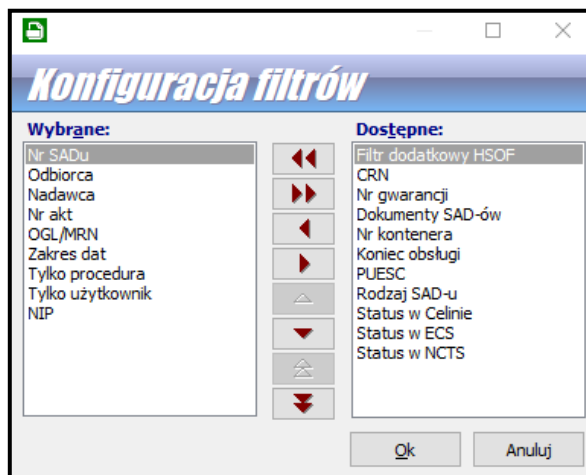 Konfiguracja filtrów
Wybrane:
Nr SADu
Odbiorca
Nadawca
Nr akt
OGL/MRN
Zakres dat
Tylko procedura
Tylko użytkownik
NIP
Dostępne:
Filtr dodatkowy HSOF
CRN
Nr gwarancji
Dokumenty SAD-ów
Nr kontenera
Koniec obsługi
PUESC
Rodzaj SAD-u
Status w Celinie
Status w ECS
Status w NCTS
Ok
Anuluj